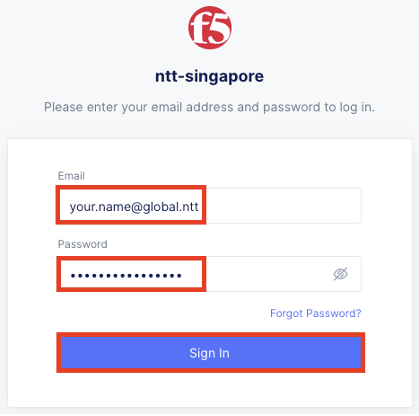 f5
ntt-singapore
Please enter your email address and password to log in.
Email
your.name@global.ntt
Password
••••••••••••••••
Forgot Password?
Sign In